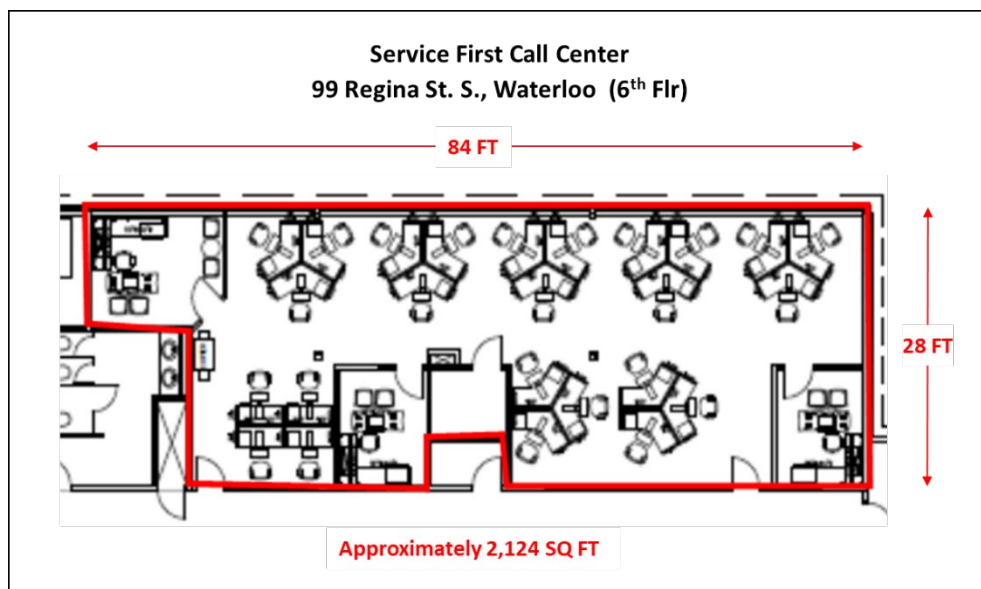 Service First Call Center
99 Regina St. S., Waterloo (6th Flr)
84 FT
28 FT
Approximately 2,124 SQ FT